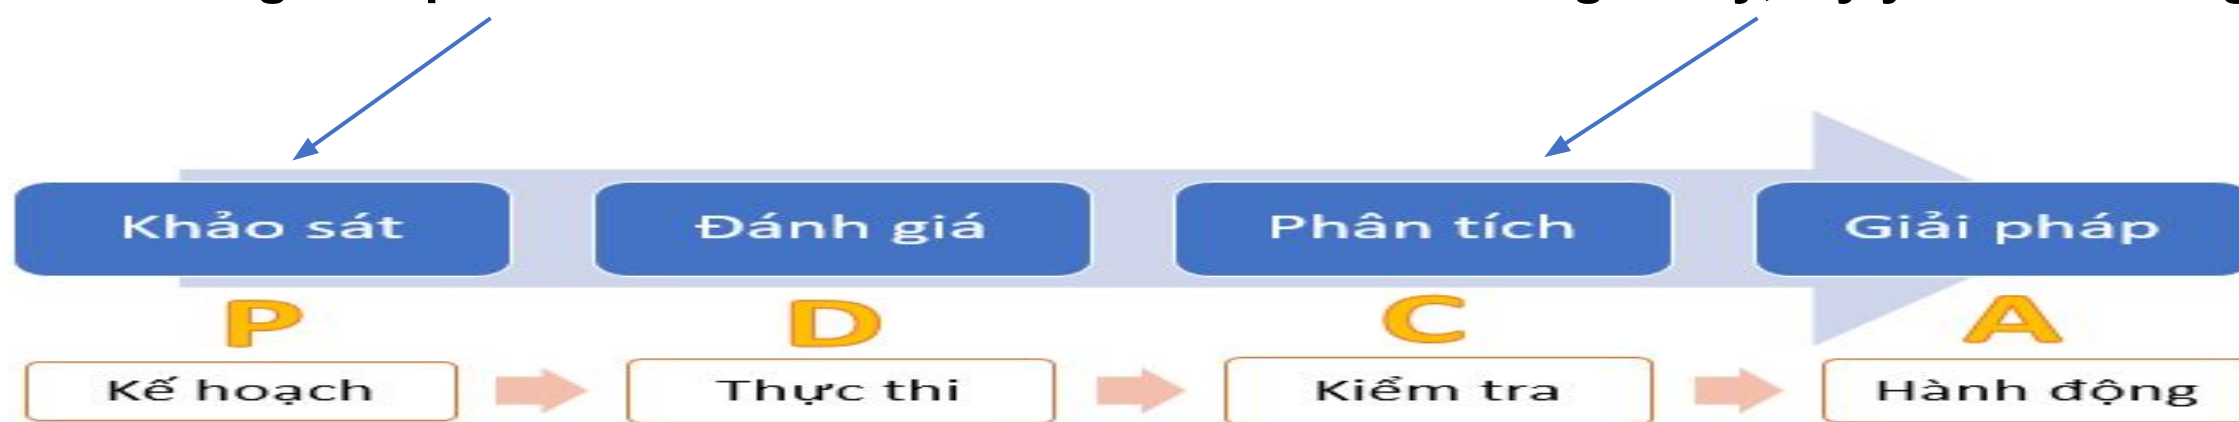 Khảo sát Đánh giá Phân tích Giải pháp
P D C A
Kế hoạch Thực thi Kiểm tra Hành động